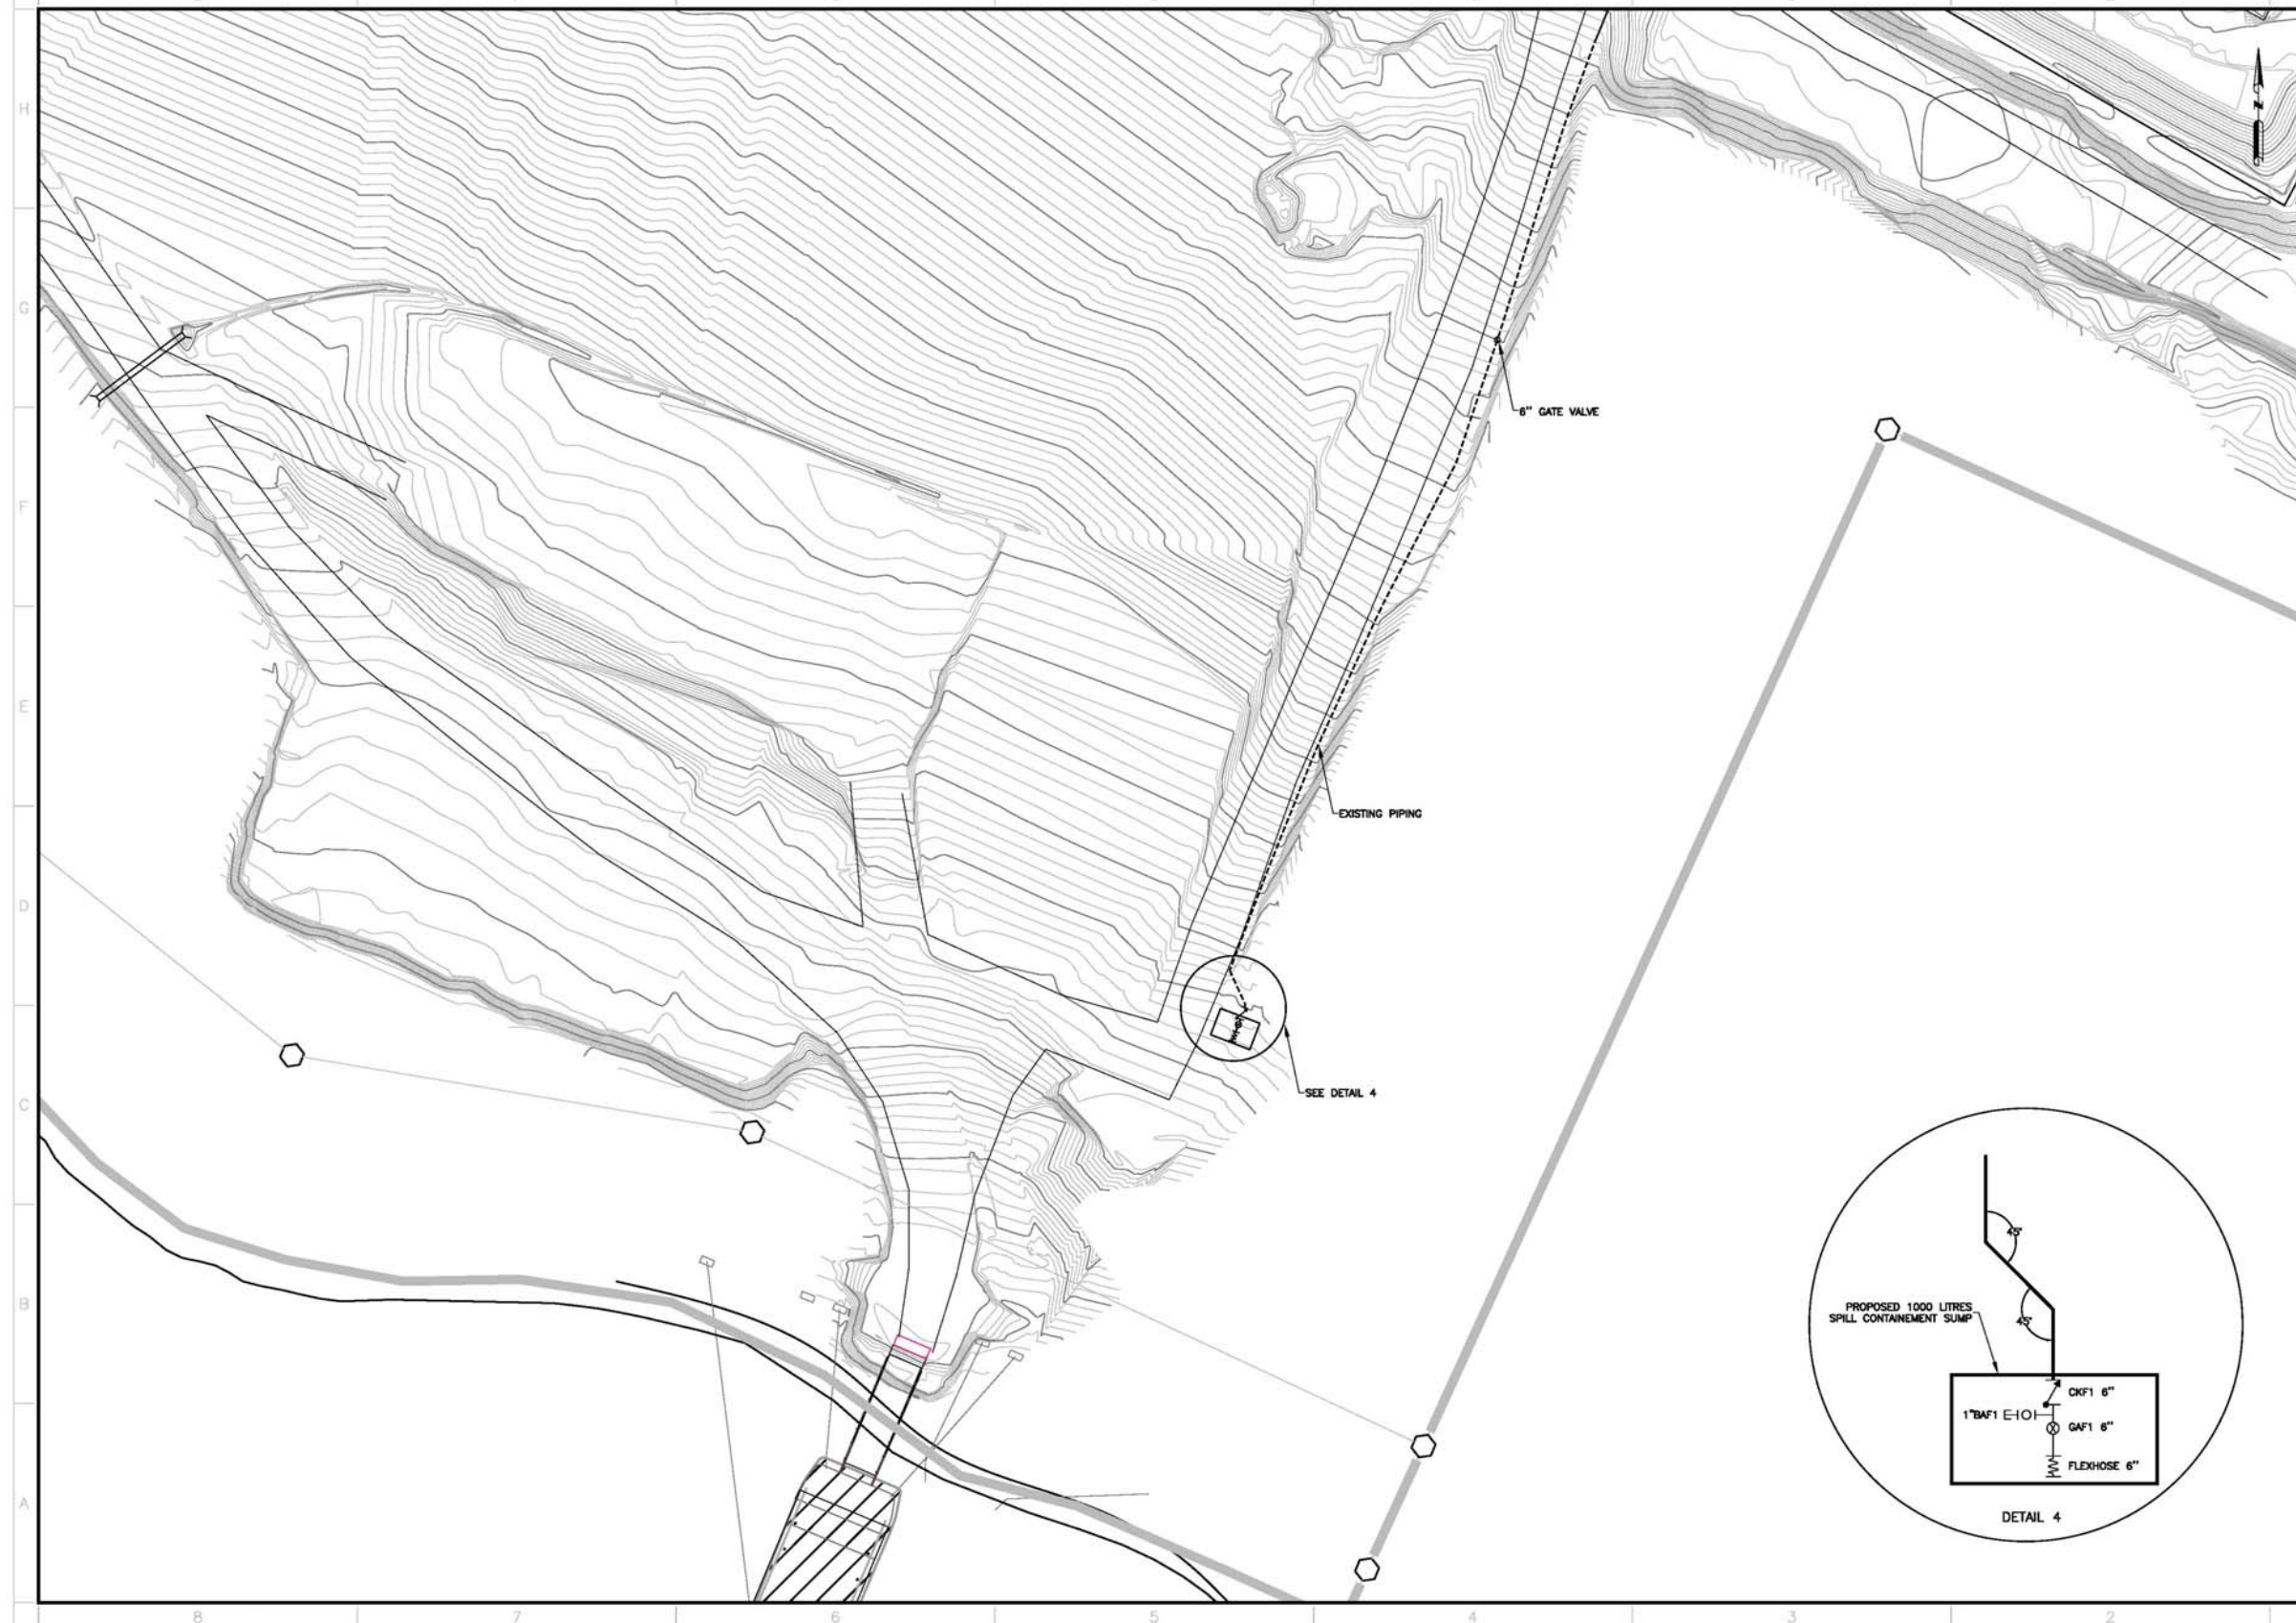 H
G
F
E
D
C
B
A
N
6" GATE VALVE
EXISTING PIPING
SEE DETAIL 4
45°
45°
PROPOSED 1000 LITRES
SPILL CONTAINEMENT SUMP
CKF1 6"
1"BAF1
GAF1 6"
FLEXHOSE 6"
DETAIL 4
8 7 6 5 4 3 2